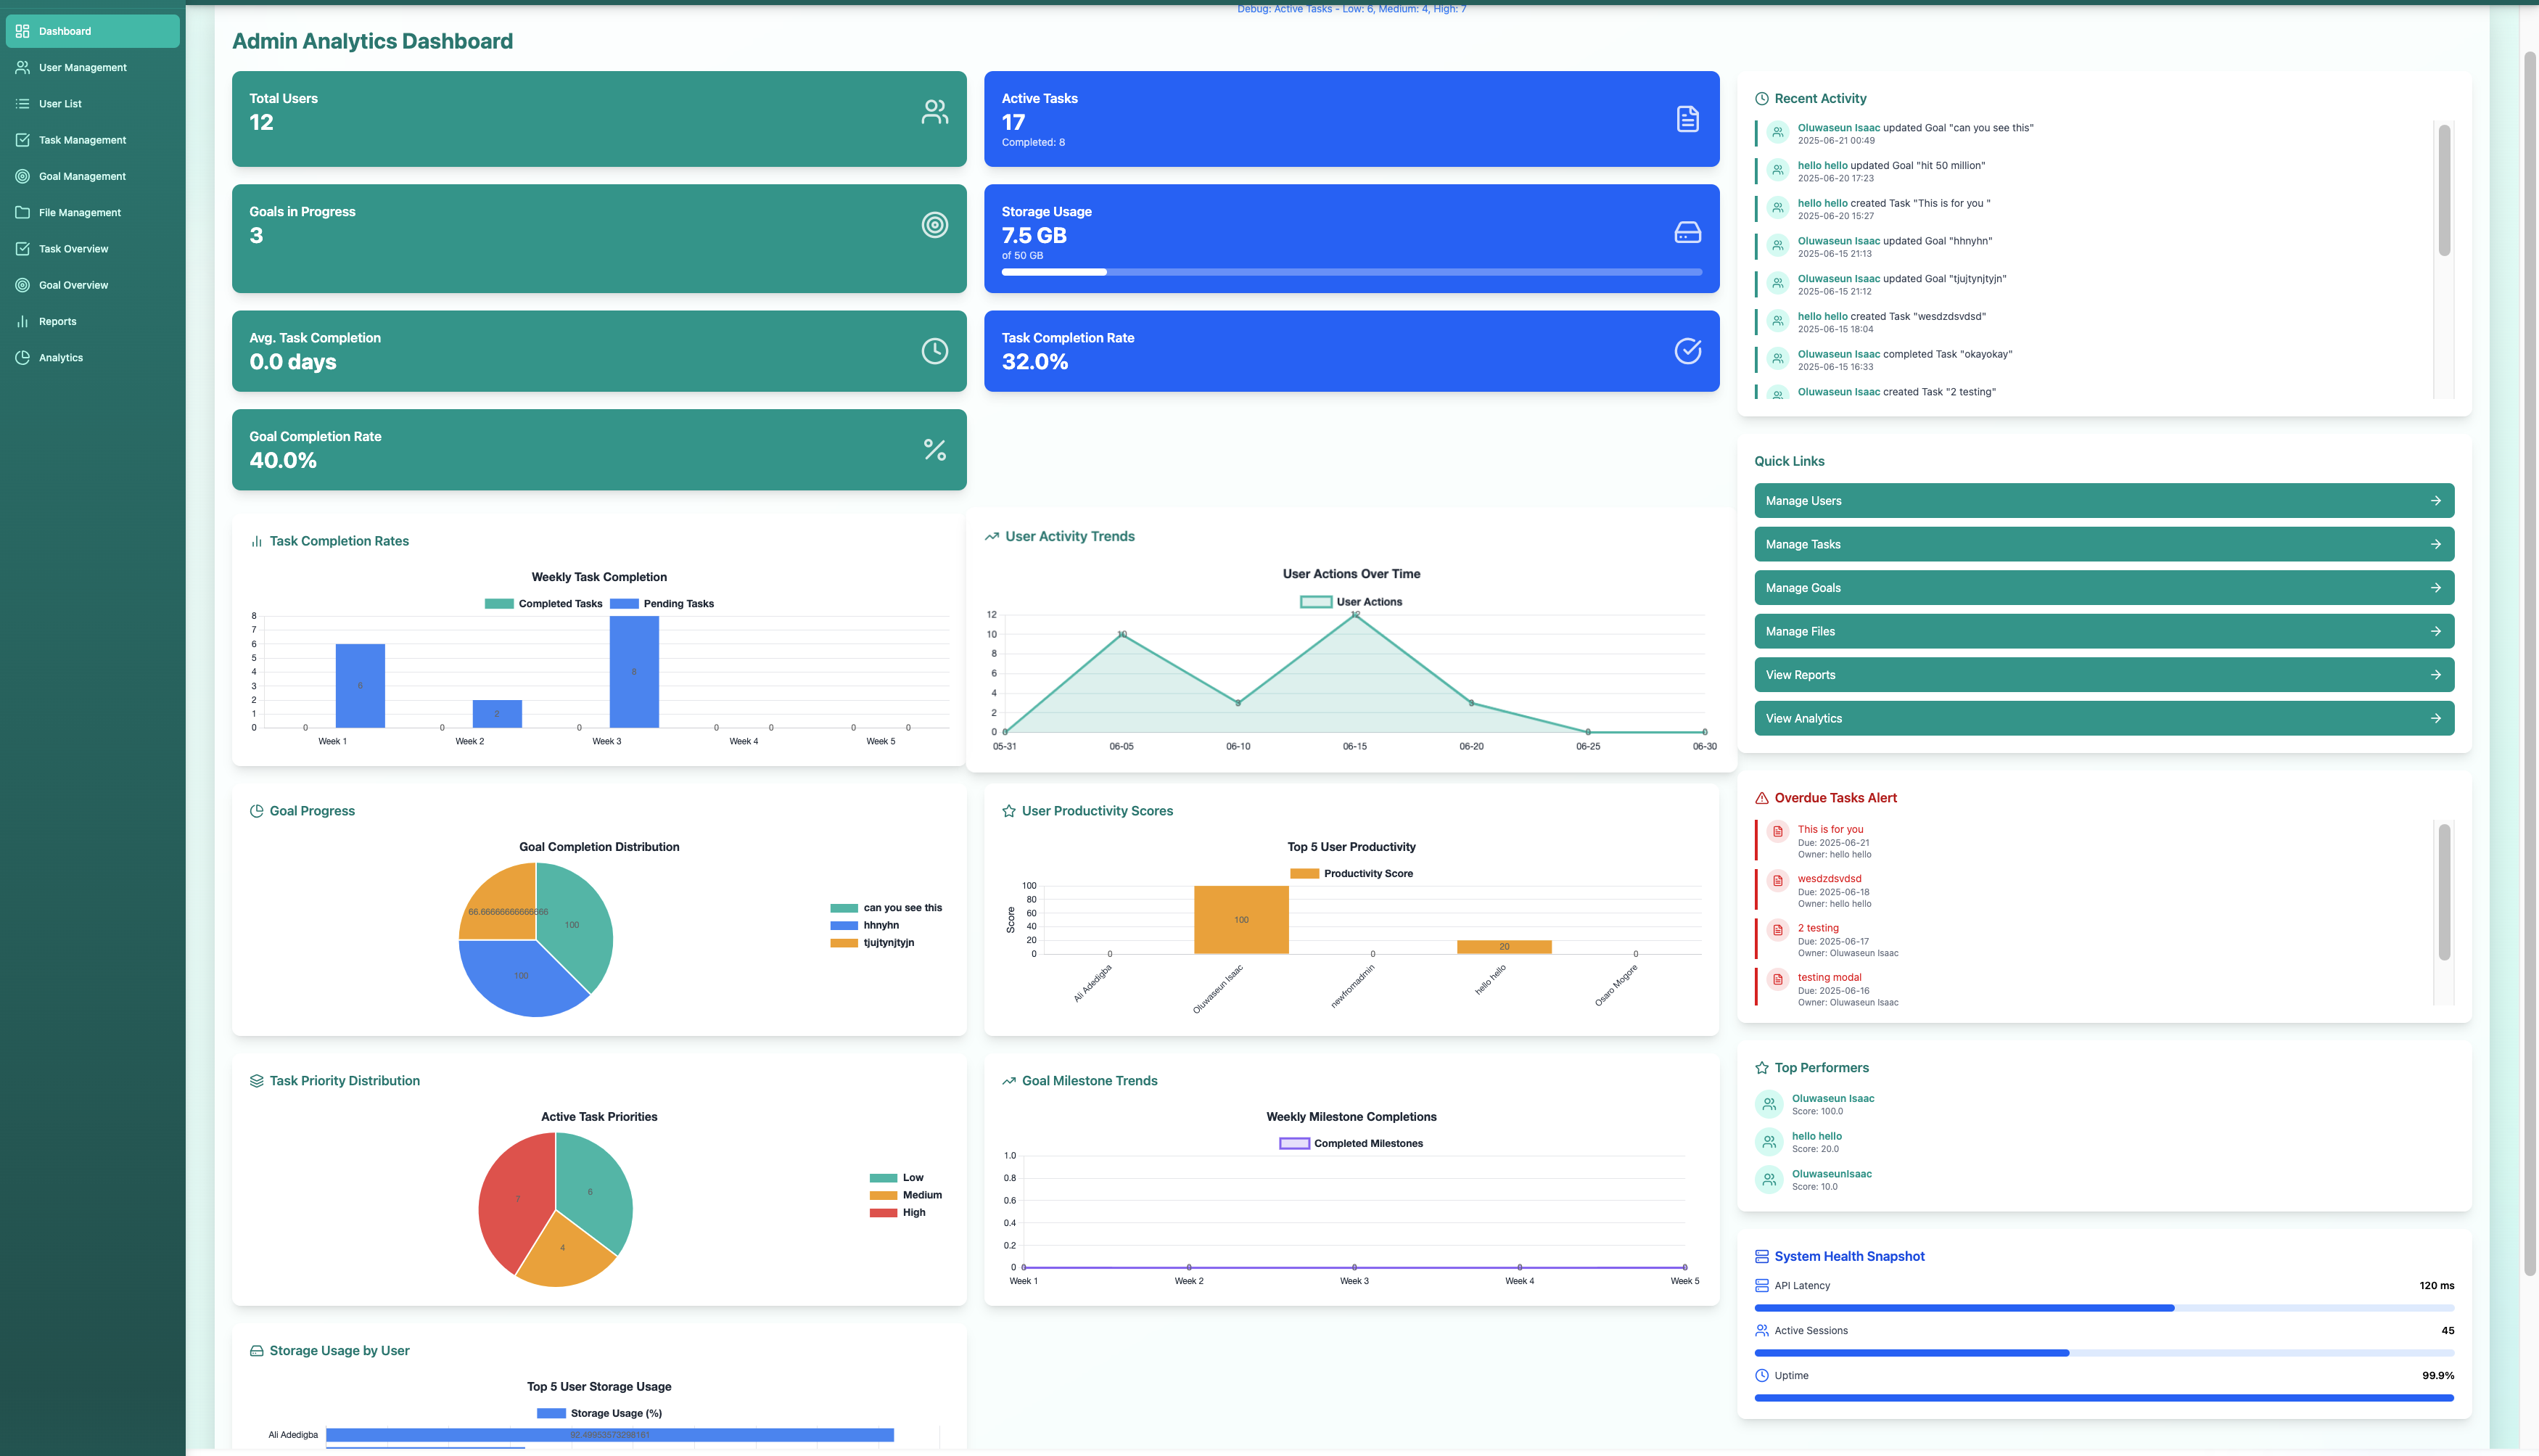 Dashboard
User Management
User List
Task Management
Goal Management
File Management
Task Overview
Goal Overview
Reports
Analytics
Debug: Active Tasks - Low: 6, Medium: 4, High: 7
Admin Analytics Dashboard
Total Users
12
Active Tasks
17
Completed: 8
Goals in Progress
3
Storage Usage
7.5 GB
of 50 GB
Avg. Task Completion
0.0 days
Task Completion Rate
32.0%
Goal Completion Rate
40.0%
Task Completion Rates
Weekly Task Completion
Completed Tasks Pending Tasks
8
7
6
5
4
3
2
1
0
0 6 0 2 0 8 0 0 0 0
Week 1 Week 2 Week 3 Week 4 Week 5
User Activity Trends
User Actions Over Time
User Actions
12
10
8
6
4
2
0
0 10 3 12 3 0 0
05-31 06-05 06-10 06-15 06-20 06-25 06-30
Goal Progress
Goal Completion Distribution
66.66666666666666
100
100
can you see this
hhnyhn
tjujtynjtyjn
User Productivity Scores
Top 5 User Productivity
Productivity Score
Score
100
80
60
40
20
0
0 100 0 20 0
Ali Adedigba Oluwaseun Isaac newfromadmin hello hello Osaro Mogore
Task Priority Distribution
Active Task Priorities
7
6
4
Low
Medium
High
Goal Milestone Trends
Weekly Milestone Completions
Completed Milestones
1.0
0.8
0.6
0.4
0.2
0
0 0 0 0 0
Week 1 Week 2 Week 3 Week 4 Week 5
Storage Usage by User
Top 5 User Storage Usage
Storage Usage (%)
Ali Adedigba
Recent Activity
Oluwaseun Isaac updated Goal "can you see this"
2025-06-21 00:49
hello hello updated Goal "hit 50 million"
2025-06-20 17:23
hello hello created Task "This is for you "
2025-06-20 15:27
Oluwaseun Isaac updated Goal "hhnyhn"
2025-06-15 21:13
Oluwaseun Isaac updated Goal "tjujtynjtyjn"
2025-06-15 21:12
hello hello created Task "wesdzdsvdsd"
2025-06-15 18:04
Oluwaseun Isaac completed Task "okayokay"
2025-06-15 16:33
Oluwaseun Isaac created Task "2 testing"
Quick Links
Manage Users
Manage Tasks
Manage Goals
Manage Files
View Reports
View Analytics
Overdue Tasks Alert
This is for you
Due: 2025-06-21
Owner: hello hello
wesdzdsvdsd
Due: 2025-06-18
Owner: hello hello
2 testing
Due: 2025-06-17
Owner: Oluwaseun Isaac
testing modal
Due: 2025-06-16
Owner: Oluwaseun Isaac
Top Performers
Oluwaseun Isaac
Score: 100.0
hello hello
Score: 20.0
OluwaseunIsaac
Score: 10.0
System Health Snapshot
API Latency 120 ms
Active Sessions 45
Uptime 99.9%